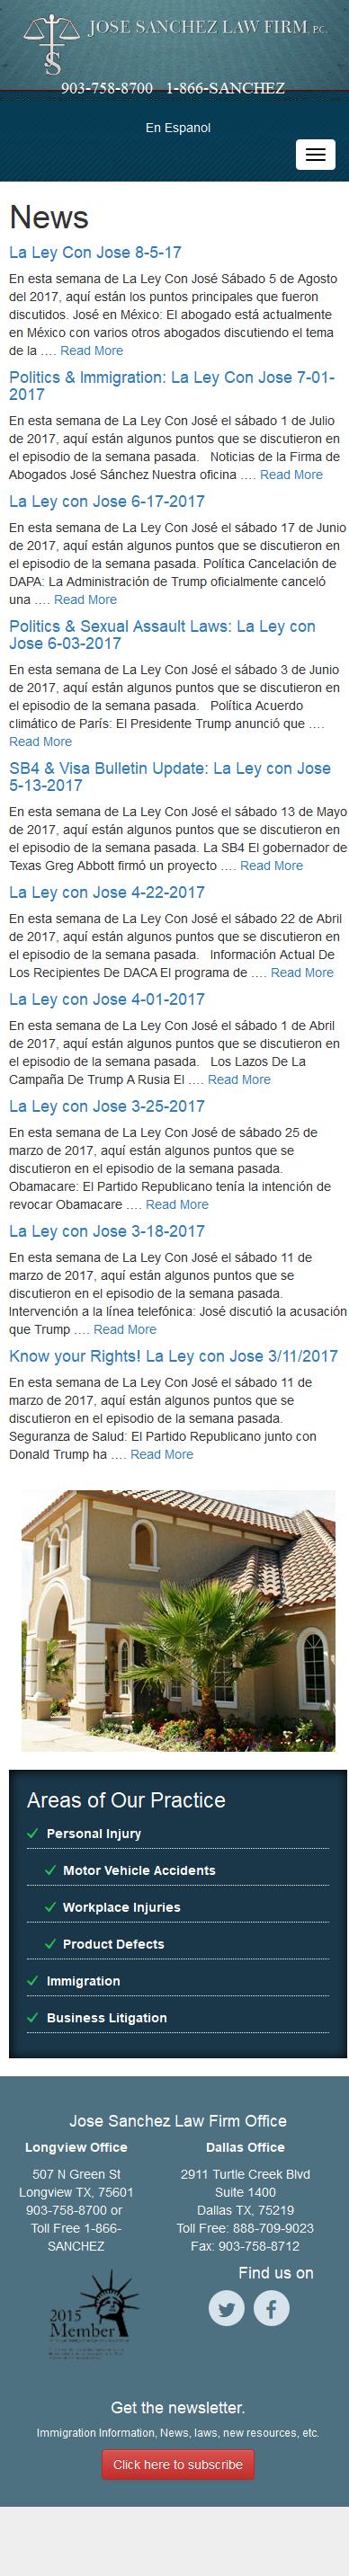 JOSE SANCHEZ LAW FIRM, P.C.
903-758-8700 1-866-SANCHEZ
En Espanol
News
La Ley Con Jose 8-5-17
En esta semana de La Ley Con José Sábado 5 de Agosto
del 2017, aquí están los puntos principales que fueron
discutidos. José en México: El abogado está actualmente
en México con varios otros abogados discutiendo el tema
de la …. Read More
Politics & Immigration: La Ley Con Jose 7-01-
2017
En esta semana de La Ley Con José el sábado 1 de Julio
de 2017, aquí están algunos puntos que se discutieron en
el episodio de la semana pasada. Noticias de la Firma de
Abogados José Sánchez Nuestra oficina …. Read More
La Ley con Jose 6-17-2017
En esta semana de La Ley Con José el sábado 17 de Junio
de 2017, aquí están algunos puntos que se discutieron en
el episodio de la semana pasada. Política Cancelación de
DAPA: La Administración de Trump oficialmente canceló
una …. Read More
Politics & Sexual Assault Laws: La Ley con
Jose 6-03-2017
En esta semana de La Ley Con José el sábado 3 de Junio
de 2017, aquí están algunos puntos que se discutieron en
el episodio de la semana pasada. Política Acuerdo
climático de París: El Presidente Trump anunció que ….
Read More
SB4 & Visa Bulletin Update: La Ley con Jose
5-13-2017
En esta semana de La Ley Con José el sábado 13 de Mayo
de 2017, aquí están algunos puntos que se discutieron en
el episodio de la semana pasada. La SB4 El gobernador de
Texas Greg Abbott firmó un proyecto …. Read More
La Ley con Jose 4-22-2017
En esta semana de La Ley Con José el sábado 22 de Abril
de 2017, aquí están algunos puntos que se discutieron en
el episodio de la semana pasada. Información Actual De
Los Recipientes De DACA El programa de …. Read More
La Ley con Jose 4-01-2017
En esta semana de La Ley Con José el sábado 1 de Abril
de 2017, aquí están algunos puntos que se discutieron en
el episodio de la semana pasada. Los Lazos De La
Campaña De Trump A Rusia El …. Read More
La Ley con Jose 3-25-2017
En esta semana de La Ley Con José de sábado 25 de
marzo de 2017, aquí están algunos puntos que se
discutieron en el episodio de la semana pasada.
Obamacare: El Partido Republicano tenía la intención de
revocar Obamacare …. Read More
La Ley con Jose 3-18-2017
En esta semana de La Ley Con José el sábado 11 de
marzo de 2017, aquí están algunos puntos que se
discutieron en el episodio de la semana pasada.
Intervención a la línea telefónica: José discutió la acusación
que Trump …. Read More
Know your Rights! La Ley con Jose 3/11/2017
En esta semana de La Ley Con José el sábado 11 de
marzo de 2017, aquí están algunos puntos que se
discutieron en el episodio de la semana pasada.
Seguranza de Salud: El Partido Republicano junto con
Donald Trump ha …. Read More
Areas of Our Practice
Personal Injury
Motor Vehicle Accidents
Workplace Injuries
Product Defects
Immigration
Business Litigation
Jose Sanchez Law Firm Office
Longview Office
507 N Green St
Longview TX, 75601
903-758-8700 or
Toll Free 1-866-
SANCHEZ
Dallas Office
2911 Turtle Creek Blvd
Suite 1400
Dallas TX, 75219
Toll Free: 888-709-9023
Fax: 903-758-8712
2015
Member
Find us on
Get the newsletter.
Immigration Information, News, laws, new resources, etc.
Click here to subscribe